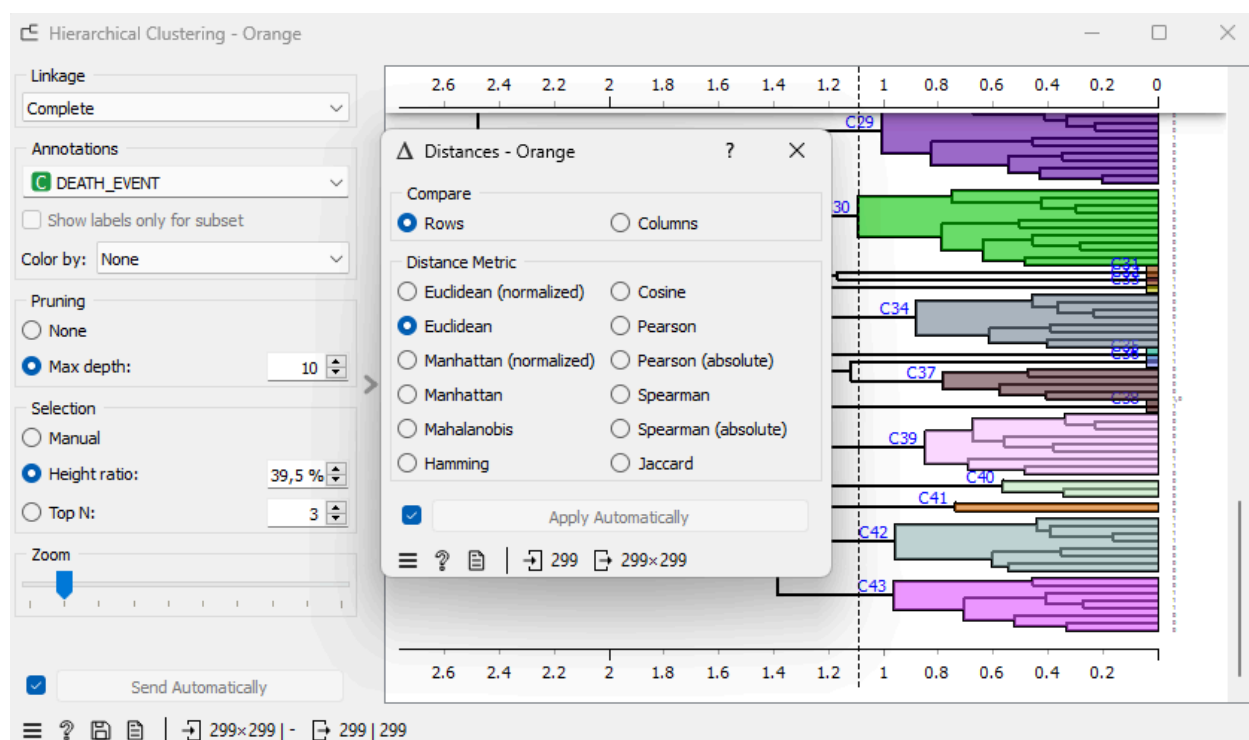 Hierarchical Clustering - Orange
Linkage
Complete
Annotations
C DEATH_EVENT
Show labels only for subset
Color by: None
Pruning
None
Max depth: 10
Selection
Manual
Height ratio: 39,5 %
Top N: 3
Zoom
Send Automatically
299×299 | - 299 | 299
2.6 2.4 2.2 2 1.8 1.6 1.4 1.2 1 0.8 0.6 0.4 0.2 0
C29
30
C31
C34
C37
C38
C39
C40
C41
C42
C43
2.6 2.4 2.2 2 1.8 1.6 1.4 1.2 1 0.8 0.6 0.4 0.2
Distances - Orange ?
Compare
Rows Columns
Distance Metric
Euclidean (normalized) Cosine
Euclidean Pearson
Manhattan (normalized) Pearson (absolute)
Manhattan Spearman
Mahalanobis Spearman (absolute)
Hamming Jaccard
Apply Automatically
? 299 299×299